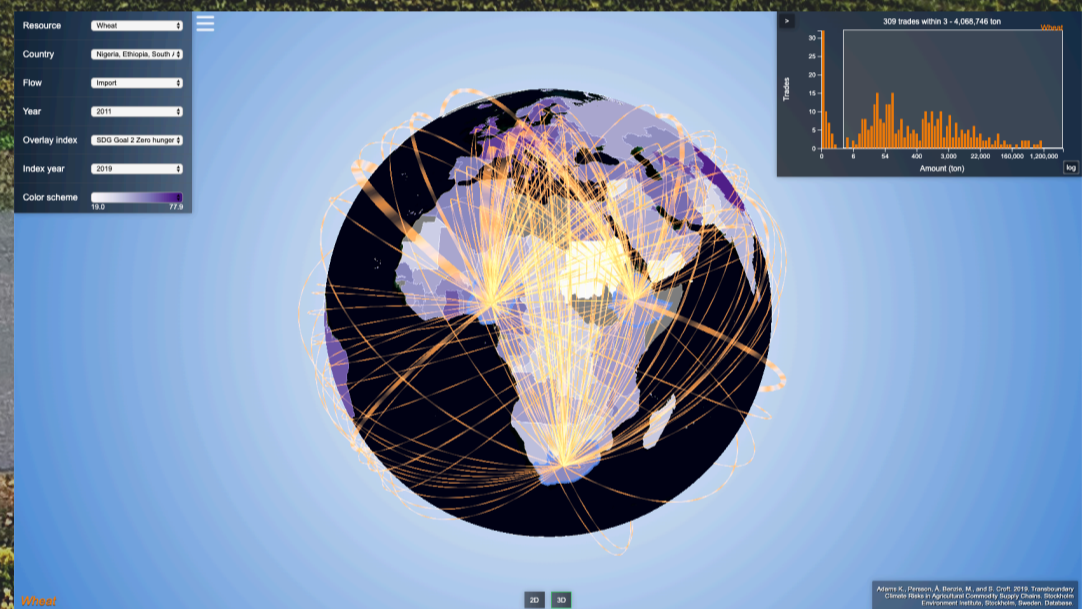 Resource
Wheat
Country
Nigeria, Ethiopia, South A
Flow
Import
Year
2011
Overlay index
SDG Goal 2 Zero hunger
Index year
2019
Color scheme
19.0
77.9
>
309 trades within 3 - 4,068,746 ton
Wheat
Trades
30
25
20
15
10
5
0
0
6
54
400
3,000
22,000
160,000
1,200,000
Amount (ton)
log
Wheat
2D
3D
Adams K., Persson, Å. Benzie, M., and S. Croft. 2019. Transboundary
Climate Risks in Agricultural Commodity Supply Chains. Stockholm
Environment Institute, Stockholm, Sweden. Database.